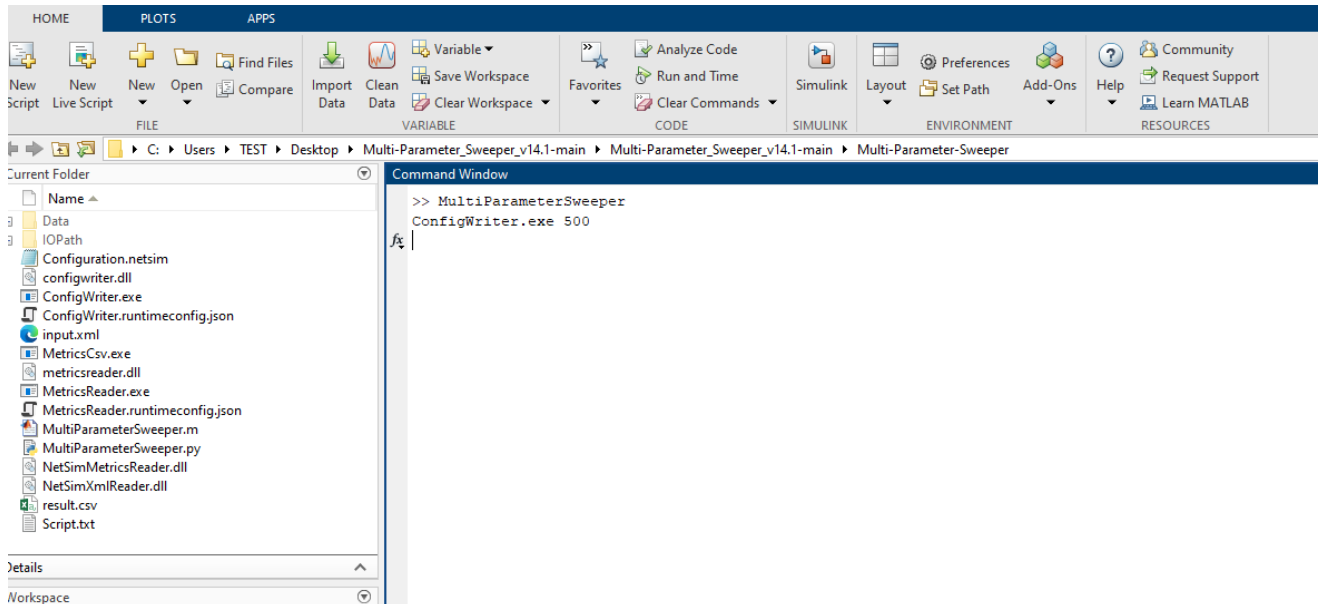 HOME PLOTS APPS
New Script
New Live Script
New
Open
Find Files
Compare
FILE
Import Data
Clean Data
Variable
Save Workspace
Clear Workspace
VARIABLE
Favorites
Analyze Code
Run and Time
Clear Commands
CODE
Simulink
SIMULINK
Layout
Preferences
Set Path
Add-Ons
ENVIRONMENT
Help
Community
Request Support
Learn MATLAB
RESOURCES
C: Users TEST Desktop Multi-Parameter_Sweeper_v14.1-main Multi-Parameter_Sweeper_v14.1-main Multi-Parameter-Sweeper
Current Folder
Name
Data
IOPath
Configuration.netsim
configwriter.dll
ConfigWriter.exe
ConfigWriter.runtimeconfig.json
input.xml
MetricsCsv.exe
metricsreader.dll
MetricsReader.exe
MetricsReader.runtimeconfig.json
MultiParameterSweeper.m
MultiParameterSweeper.py
NetSimMetricsReader.dll
NetSimXmlReader.dll
result.csv
Script.txt
Details
Workspace
Command Window
>> MultiParameterSweeper
ConfigWriter.exe 500
fx